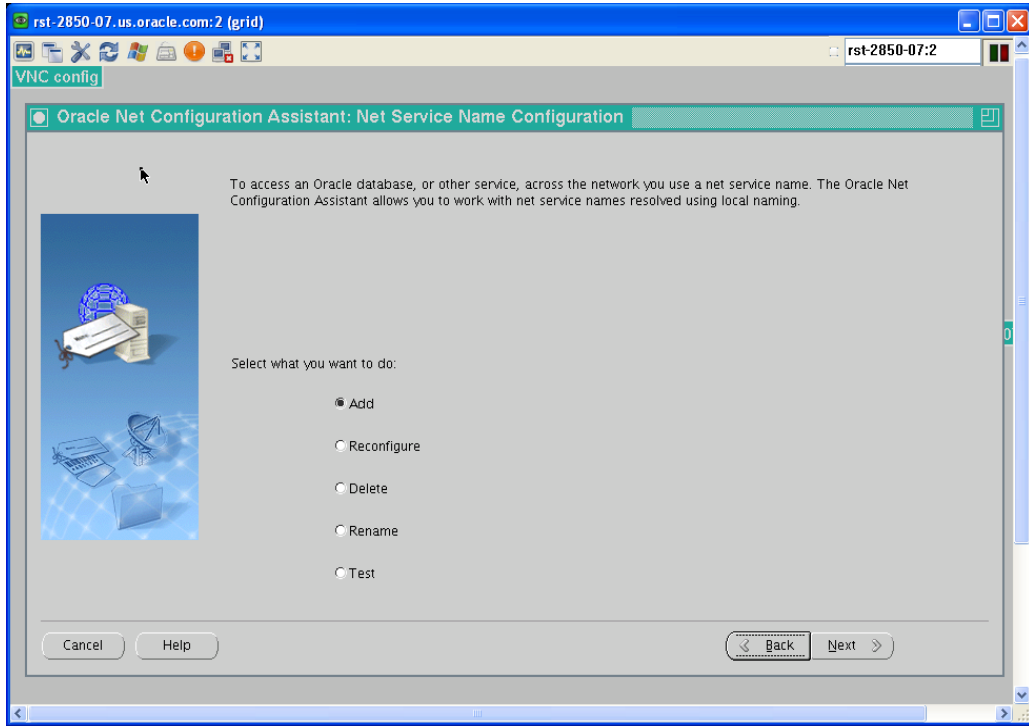 rst-2850-07.us.oracle.com:2 (grid)
rst-2850-07:2
VNC config
Oracle Net Configuration Assistant: Net Service Name Configuration
To access an Oracle database, or other service, across the network you use a net service name. The Oracle Net
Configuration Assistant allows you to work with net service names resolved using local naming.
Select what you want to do:
Add
Reconfigure
Delete
Rename
Test
Cancel
Help
Back
Next